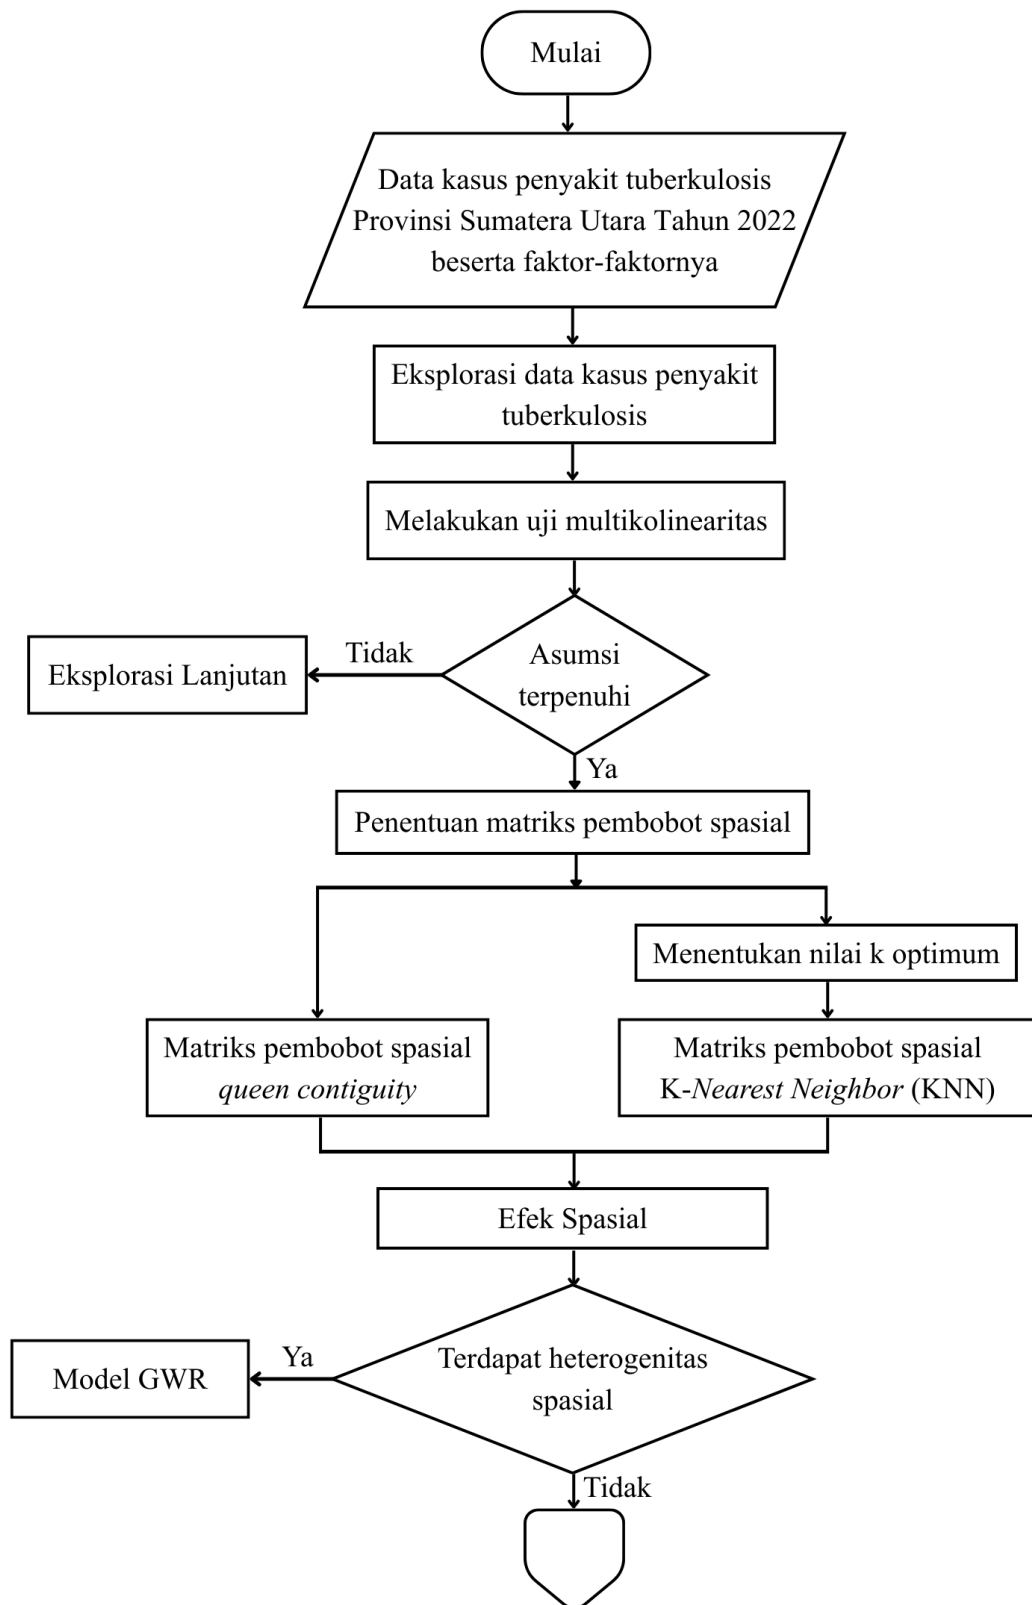 Mulai
Data kasus penyakit tuberkulosis
Provinsi Sumatera Utara Tahun 2022
beserta faktor-faktornya
Eksplorasi data kasus penyakit
tuberkulosis
Melakukan uji multikolinearitas
Asumsi
terpenuhi
Tidak
Eksplorasi Lanjutan
Ya
Penentuan matriks pembobot spasial
Menentukan nilai k optimum
Matriks pembobot spasial
queen contiguity
Matriks pembobot spasial
K-Nearest Neighbor (KNN)
Efek Spasial
Terdapat heterogenitas
spasial
Ya
Model GWR
Tidak